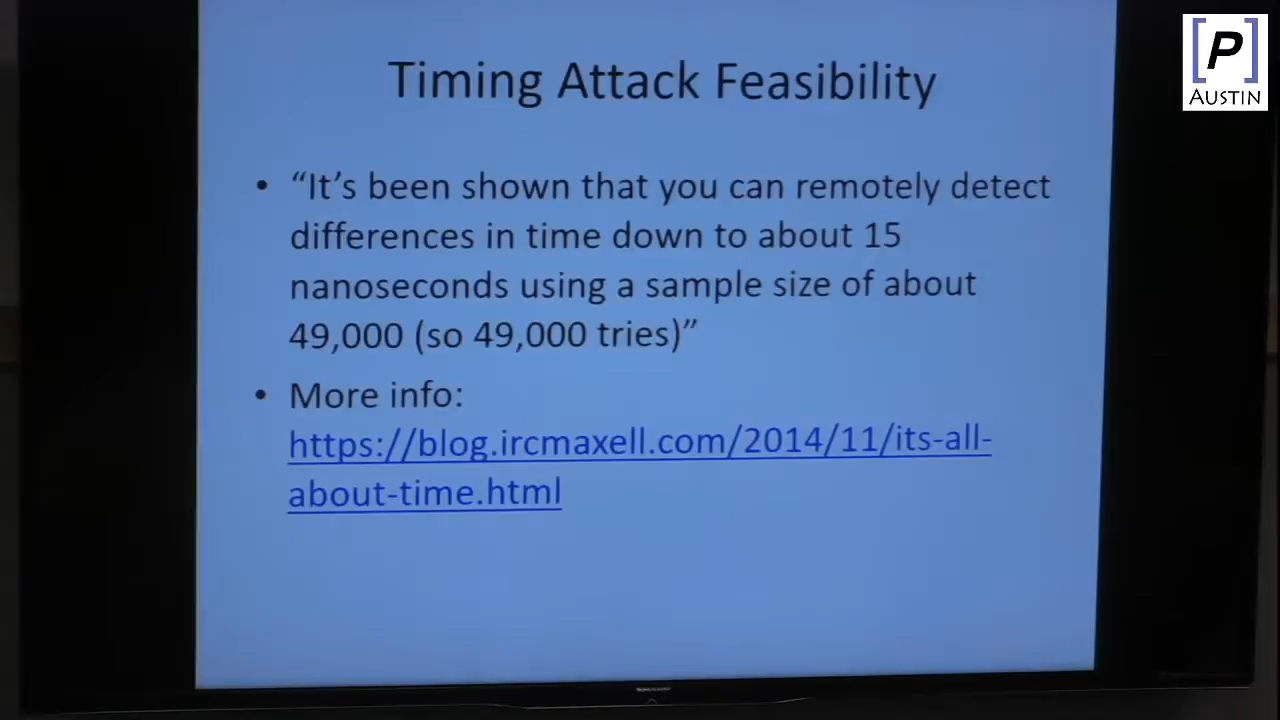 [P]
AUSTIN
Timing Attack Feasibility
• “It’s been shown that you can remotely detect
differences in time down to about 15
nanoseconds using a sample size of about
49,000 (so 49,000 tries)”
• More info:
https://blog.ircmaxell.com/2014/11/its-all-
about-time.html